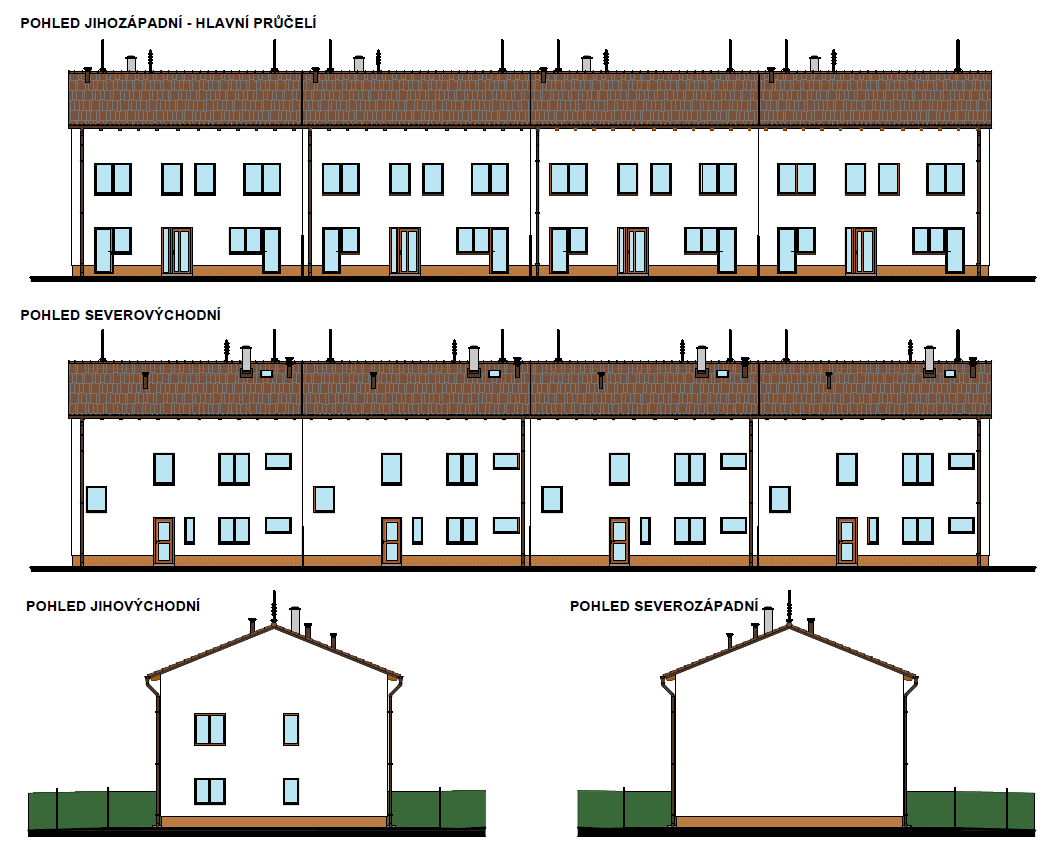 POHLED JIHOZÁPADNÍ - HLAVNÍ PRŮČELÍ
POHLED SEVEROVÝCHODNÍ
POHLED JIHOVÝCHODNÍ
POHLED SEVEROZÁPADNÍ